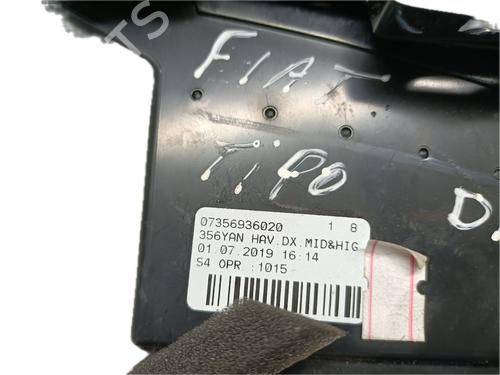 FIAT
TiPO
D
07356936020 1 8
356YAN HAV.DX.MID&HIG
01.07.2019 16:14
S4 OPR :1015